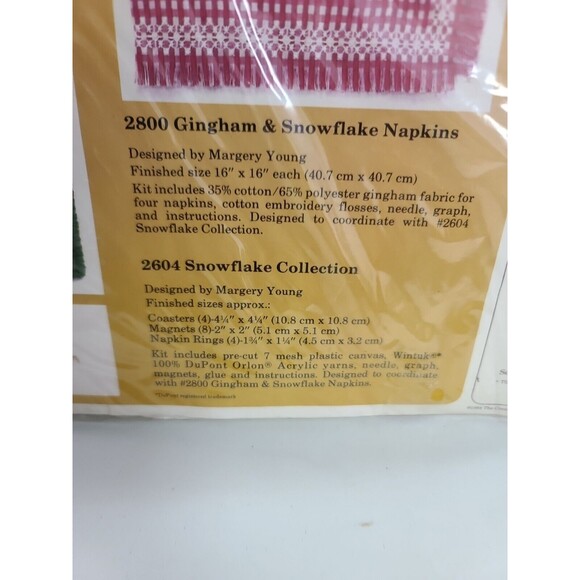 2800 Gingham & Snowflake Napkins
Designed by Margery Young
Finished size 16″ x 16″ each (40.7 cm x 40.7 cm)
Kit includes 35% cotton/65% polyester gingham fabric for
four napkins, cotton embroidery flosses, needle, graph,
and instructions. Designed to coordinate with #2604
Snowflake Collection.
2604 Snowflake Collection
Designed by Margery Young
Finished sizes approx.:
Coasters (4)-4¼″ x 4¼″ (10.8 cm x 10.8 cm)
Magnets (8)-2″ x 2″ (5.1 cm x 5.1 cm)
Napkin Rings (4)-1¾″ x 1¼″ (4.5 cm x 3.2 cm)
Kit includes pre-cut 7 mesh plastic canvas, Wintuk®*
100% DuPont Orlon® Acrylic yarns, needle, graph,
magnets, glue and instructions. Designed to coordinate
with #2800 Gingham & Snowflake Napkins.
*DuPont registered trademark